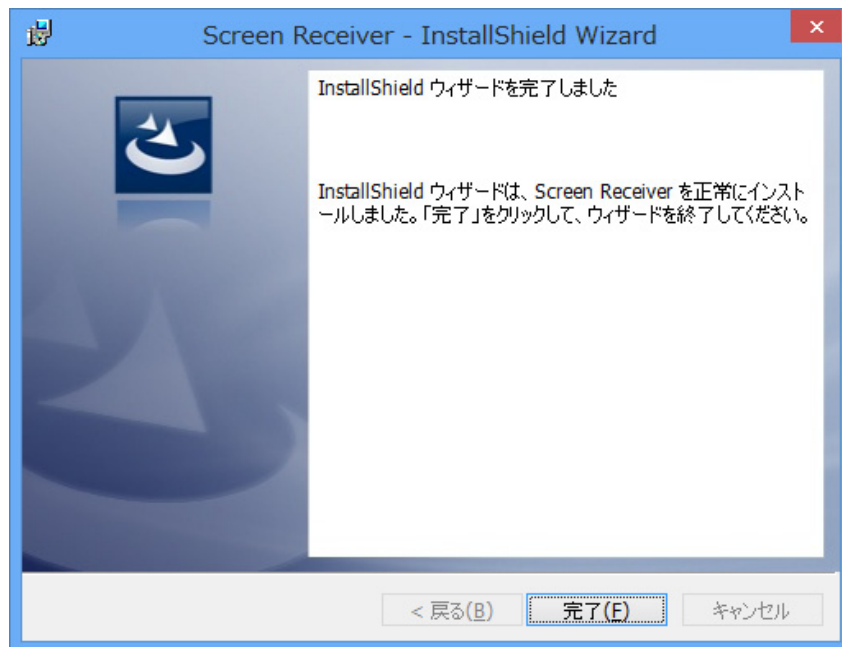 Screen Receiver - InstallShield Wizard
InstallShield ウィザードを完了しました
InstallShield ウィザードは、Screen Receiver を正常にインスト
ールしました。「完了」をクリックして、ウィザードを終了してください。
< 戻る(B) 完了(F) キャンセル